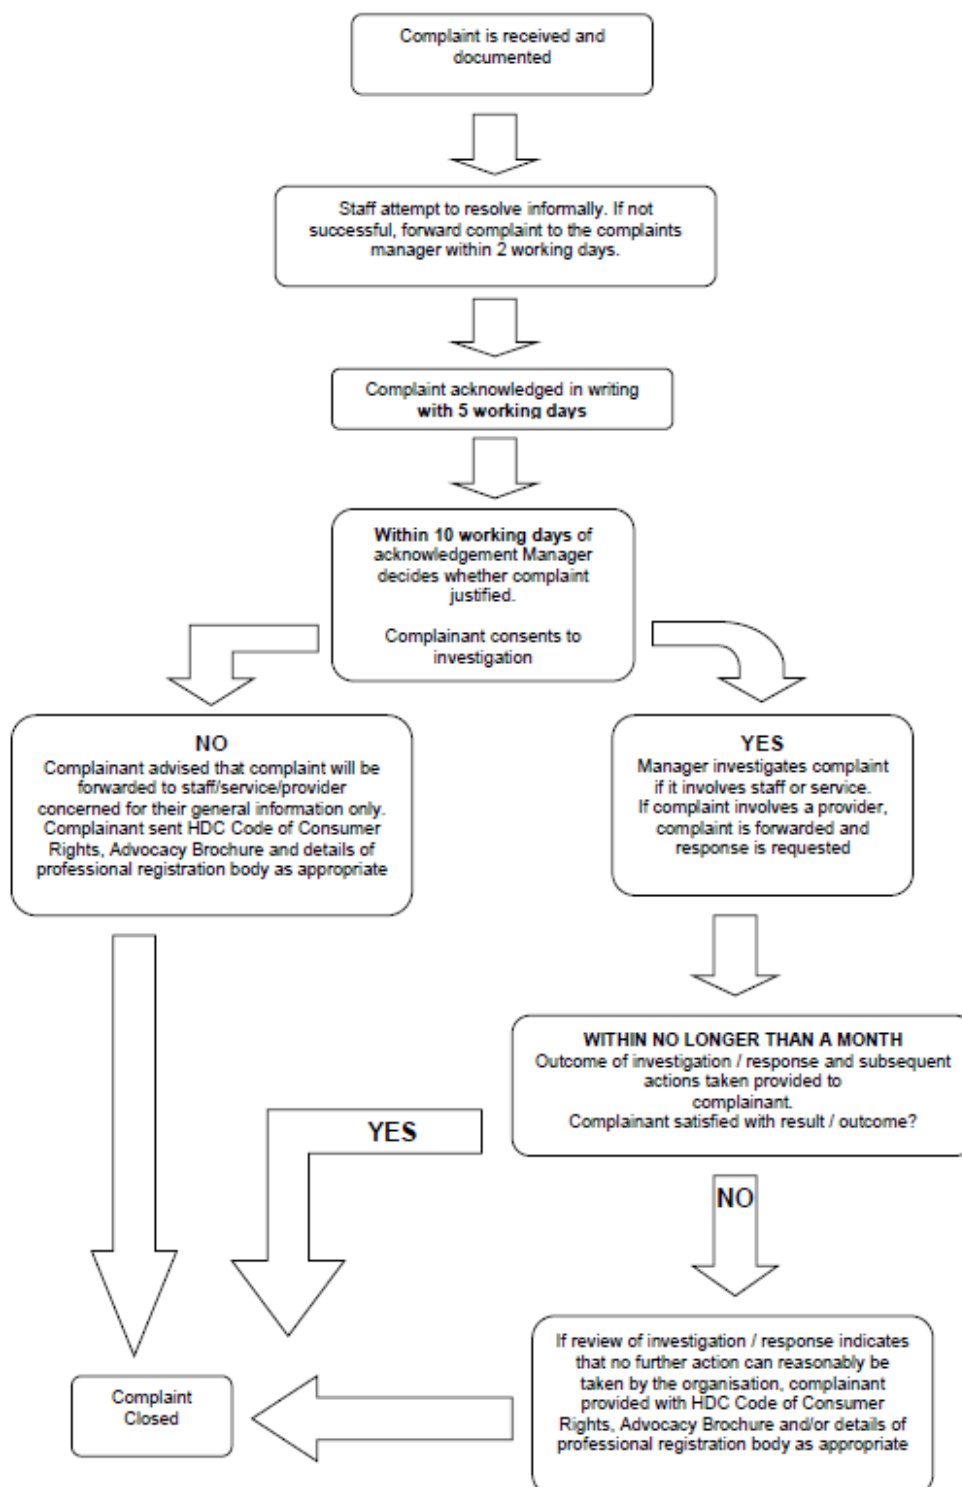 Complaint is received and
documented
Staff attempt to resolve informally. If not
successful, forward complaint to the complaints
manager within 2 working days.
Complaint acknowledged in writing
with 5 working days
Within 10 working days of
acknowledgement Manager
decides whether complaint
justified.
Complainant consents to
investigation
NO
Complainant advised that complaint will be
forwarded to staff/service/provider
concerned for their general information only.
Complainant sent HDC Code of Consumer
Rights, Advocacy Brochure and details of
professional registration body as appropriate
YES
Manager investigates complaint
if it involves staff or service.
If complaint involves a provider,
complaint is forwarded and
response is requested
WITHIN NO LONGER THAN A MONTH
Outcome of investigation / response and subsequent
actions taken provided to
complainant.
Complainant satisfied with result / outcome?
YES
NO
If review of investigation / response indicates
that no further action can reasonably be
taken by the organisation, complainant
provided with HDC Code of Consumer
Rights, Advocacy Brochure and/or details of
professional registration body as appropriate
Complaint
Closed